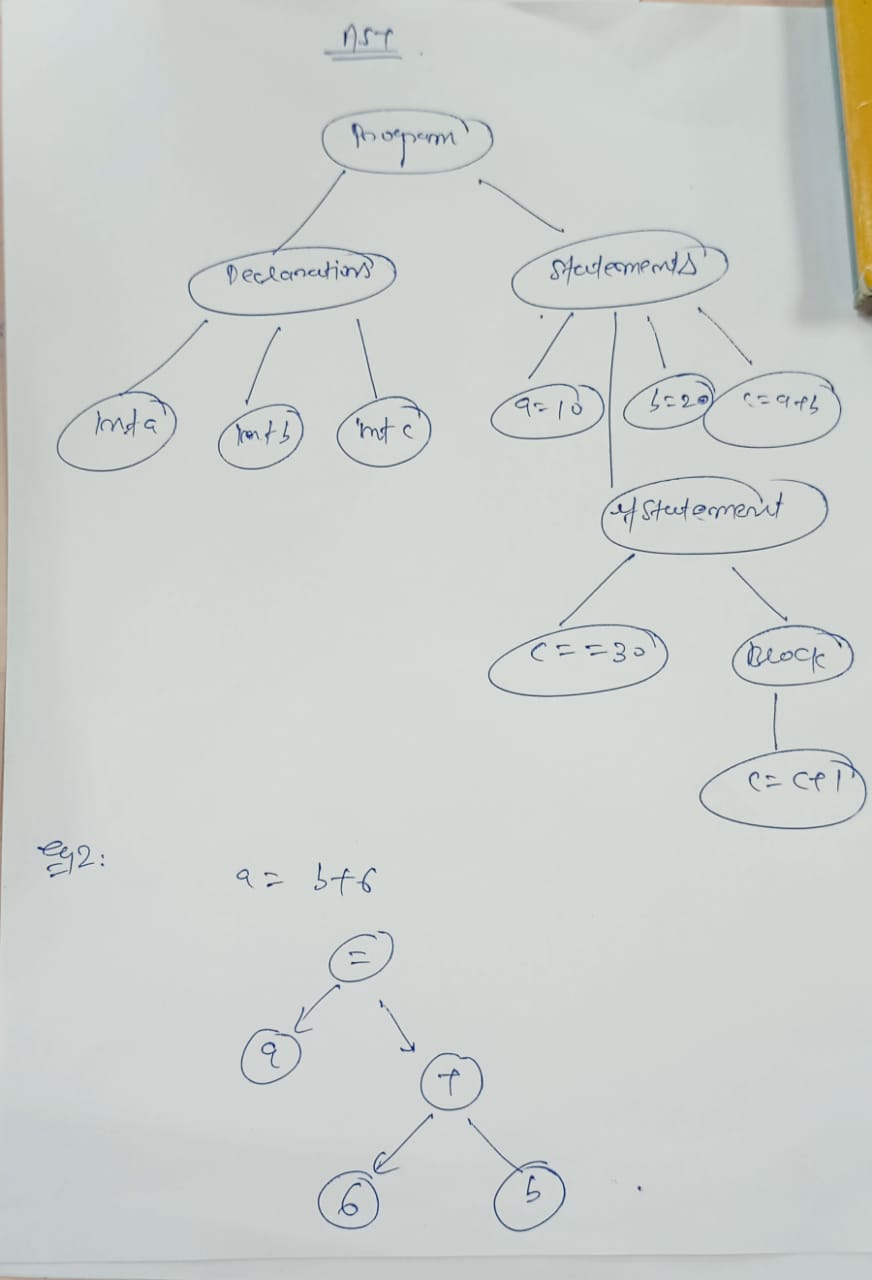 AST
Program
Declarations
Statements
int a
int b
int c
a=10
b=20
c=a+b
if statement
c==30
Block
c=c+1
Eg2:
a= b+6
=
a
+
6
b